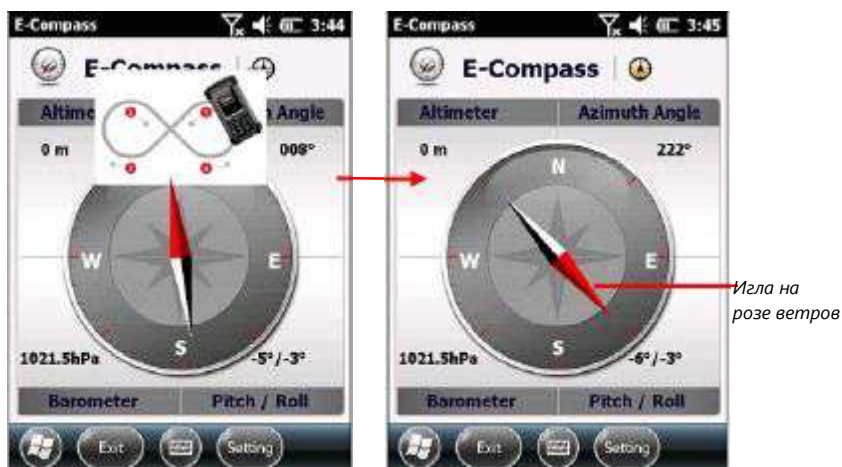 E-Compass 3:44
E-Compass
Altime Angle
0 m 008°
W E
S
1021.5hPa -5°/-3°
Barometer Pitch / Roll
Exit Setting
E-Compass 3:45
E-Compass
Altimeter Azimuth Angle
0 m 222°
N
W E
S
1021.5hPa -6°/-3°
Barometer Pitch / Roll
Exit Setting
Игла на
розе ветров